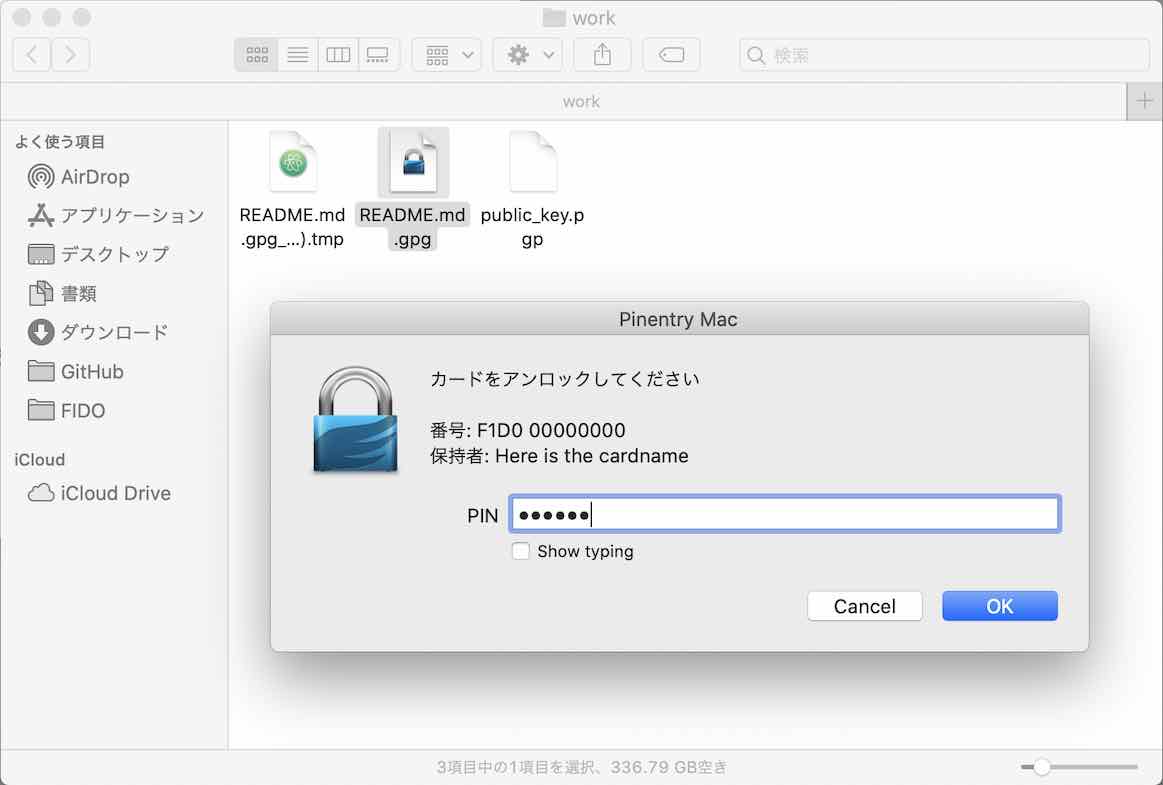 work
検索
work
よく使う項目
AirDrop
アプリケーション
デスクトップ
書類
ダウンロード
GitHub
FIDO
iCloud
iCloud Drive
README.md
.gpg_...).tmp
README.md
.gpg
public_key.p
gp
Pinentry Mac
カードをアンロックしてください
番号: F1D0 00000000
保持者: Here is the cardname
PIN ●●●●●●
Show typing
Cancel
OK
3項目中の1項目を選択、336.79 GB空き